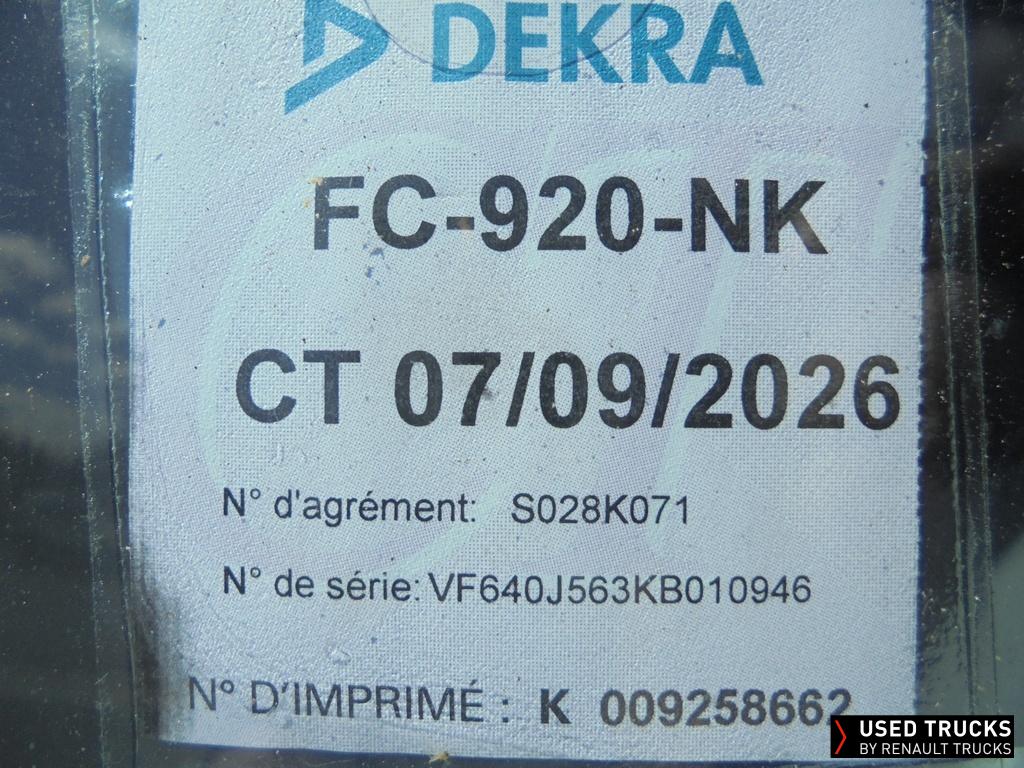 DEKRA
FC-920-NK
CT 07/09/2026
N° d'agrément: S028K071
N° de série: VF640J563KB010946
N° D'IMPRIMÉ : K 009258662
USED TRUCKS
BY RENAULT TRUCKS